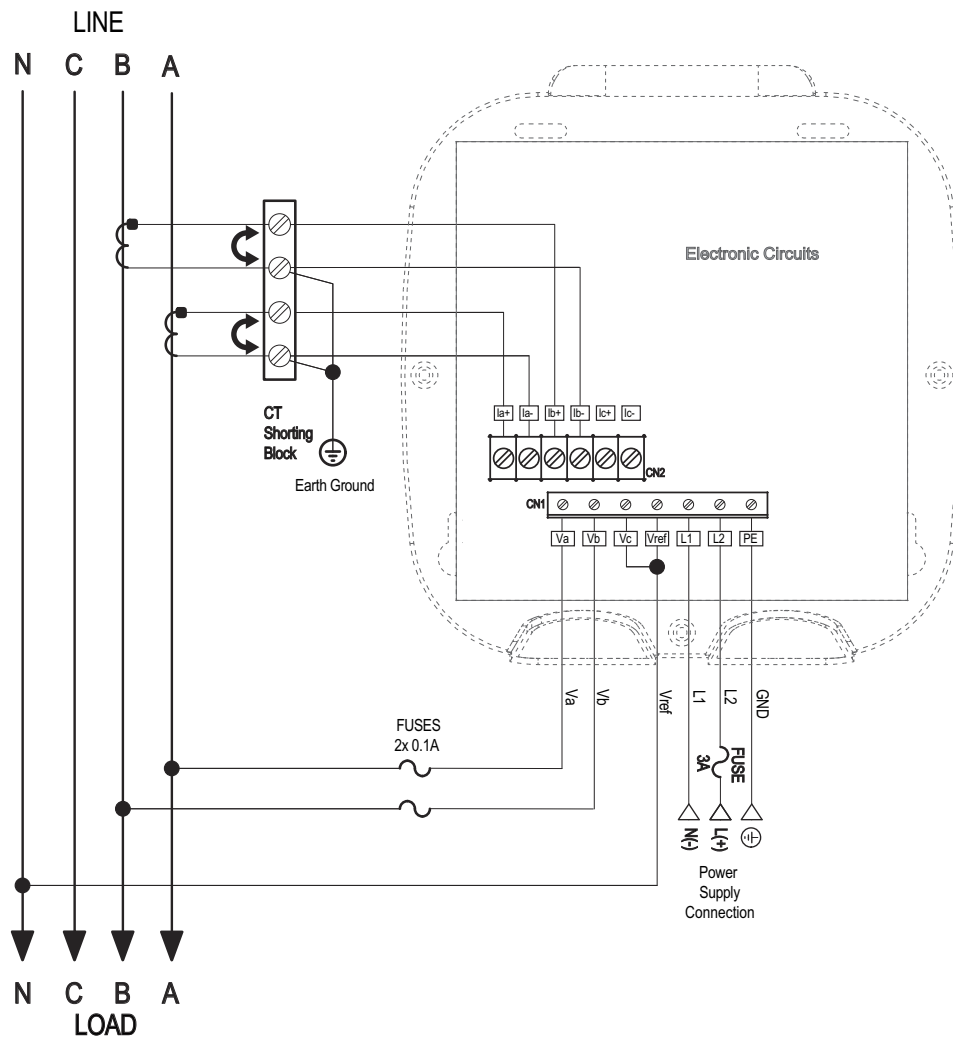 LINE
N C B A
Electronic Circuits
CT
Shorting
Block
Earth Ground
Ia+ Ia- Ib+ Ib- Ic+ Ic-
CN2
CN1
Va Vb Vc Vref L1 L2 PE
Va Vb Vref L1 L2 GND
FUSES
2x 0.1A
FUSE
3A
N(-) L(+)
Power
Supply
Connection
N C B A
LOAD